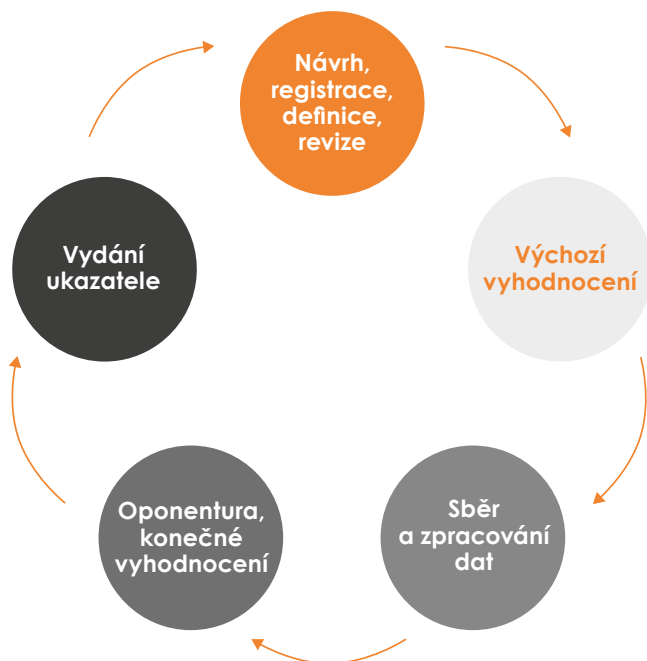 Návrh,
registrace,
definice,
revize
Výchozí
vyhodnocení
Sběr
a zpracování
dat
Oponentura,
konečné
vyhodnocení
Vydání
ukazatele